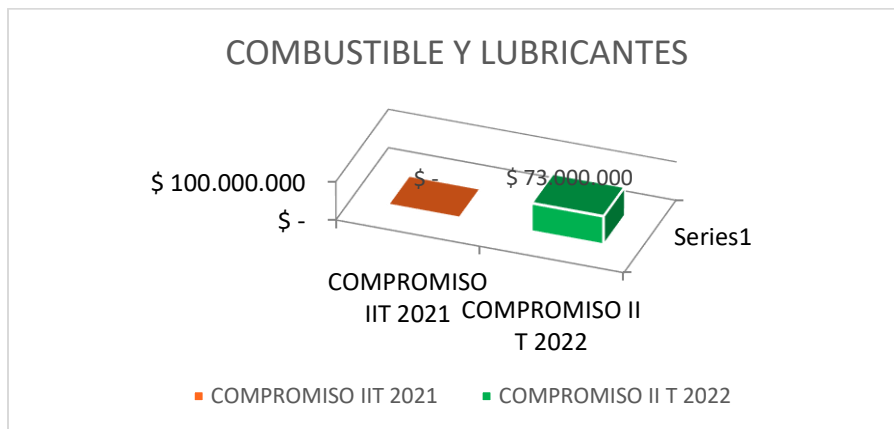 COMBUSTIBLE Y LUBRICANTES
$ 100.000.000
$ -
$ -
$ 73.000.000
Series1
COMPROMISO
IIT 2021
COMPROMISO II
T 2022
COMPROMISO IIT 2021
COMPROMISO II T 2022